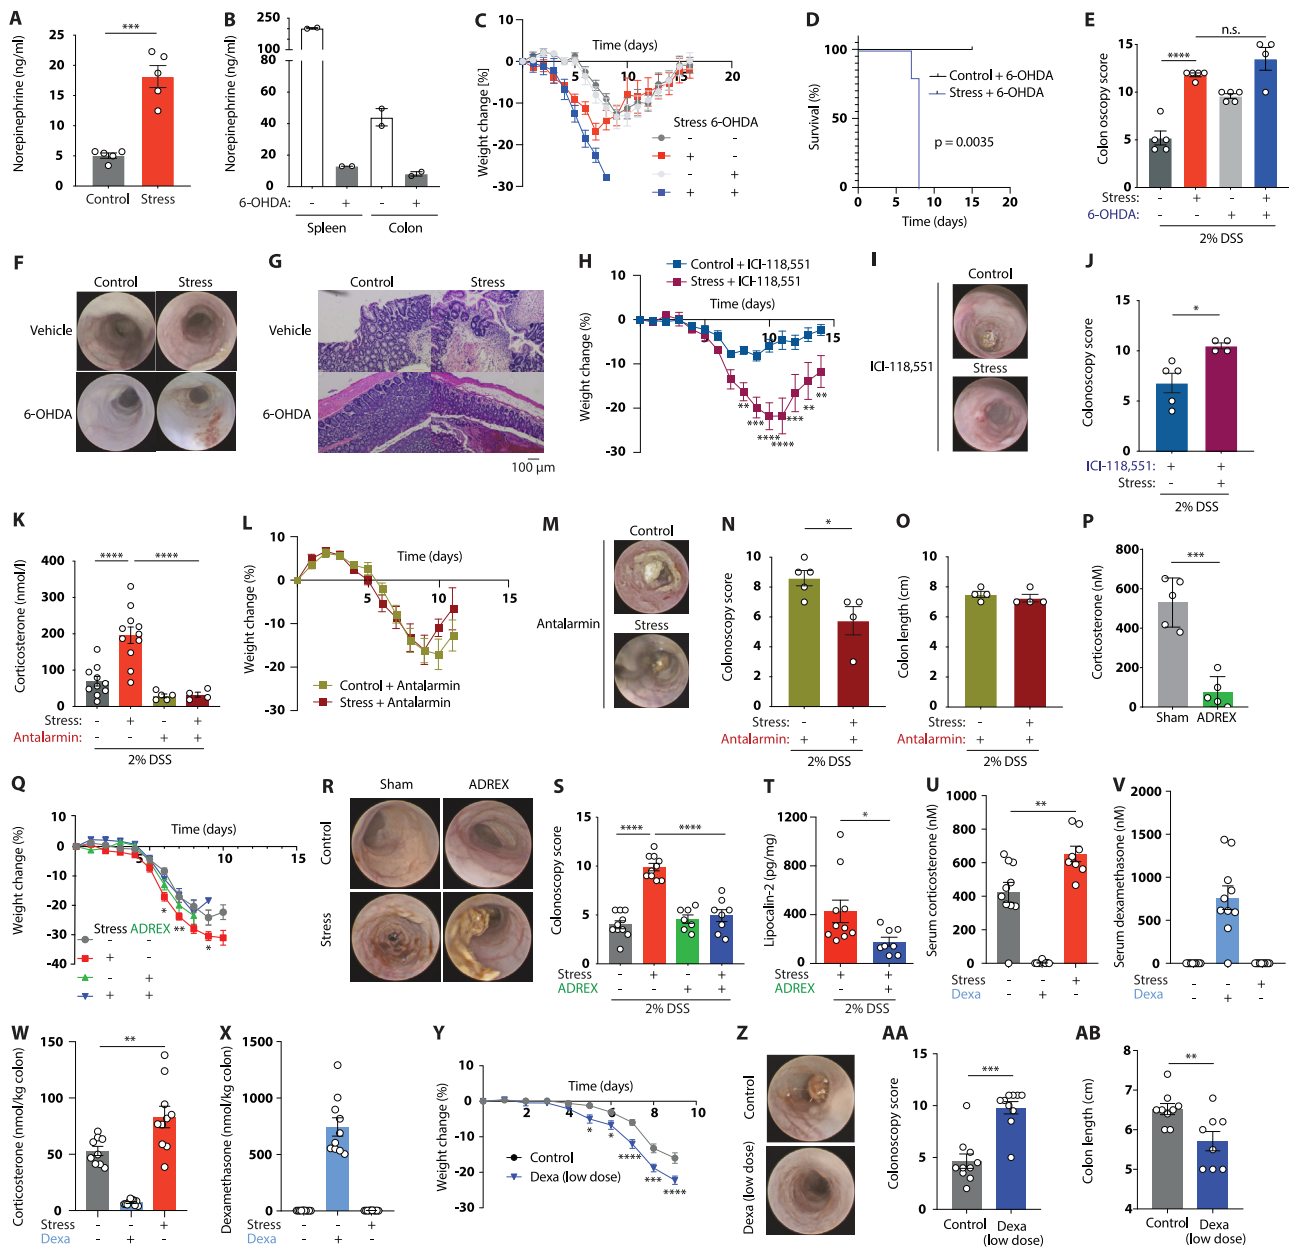 A
Norepinephrine (ng/ml)
25
20
15
10
5
0
***
Control
Stress
B
Norepinephrine (ng/ml)
250
200
150
100
80
60
40
20
0
6-OHDA:
-
+
-
+
Spleen
Colon
C
Weight change [%]
Time (days)
10
0
-10
-20
-30
5
10
15
20
Stress 6-OHDA
- -
+ -
- +
+ +
D
Survival (%)
100
80
60
40
20
0
Control + 6-OHDA
Stress + 6-OHDA
p = 0.0035
0
5
10
15
20
Time (days)
E
Colon oscopy score
15
10
5
0
****
n.s.
Stress: - + - +
6-OHDA: - - + +
2% DSS
F
Control
Stress
Vehicle
6-OHDA
G
Control
Stress
Vehicle
6-OHDA
100 µm
H
Control + ICI-118,551
Stress + ICI-118,551
Weight change (%)
Time (days)
10
0
-10
-20
-30
5
10
15
**
***
****
****
***
**
**
I
Control
ICI-118,551
Stress
J
Colonoscopy score
15
10
5
0
*
ICI-118,551: + +
Stress: - +
2% DSS
K
Corticosterone (nmol/l)
400
300
200
100
0
****
****
Stress: - + - +
Antalarmin: - - + +
2% DSS
L
Weight change (%)
Time (days)
10
0
-10
-20
-30
5
10
15
Control + Antalarmin
Stress + Antalarmin
M
Control
Antalarmin
Stress
N
Colonoscopy score
10
8
6
4
2
0
*
Stress: - +
Antalarmin: + +
2% DSS
O
Colon length (cm)
10
8
6
4
2
0
Stress: - +
Antalarmin: + +
2% DSS
P
Corticosterone (nM)
800
600
400
200
0
***
Sham
ADREX
Q
Weight change (%)
Time (days)
10
0
-10
-20
-30
-40
5
10
15
*
**
*
Stress ADREX
- -
+ -
- +
+ +
R
Sham
ADREX
Control
Stress
S
Colonoscopy score
15
10
5
0
****
****
Stress - + - +
ADREX - - + +
2% DSS
T
Lipocalin-2 (pg/mg)
1200
800
400
0
*
Stress + +
ADREX - +
2% DSS
U
Serum corticosterone (nM)
1000
800
600
400
200
0
**
Stress - - +
Dexa - + -
V
Serum dexamethasone (nM)
2000
1500
1000
500
0
Stress - - +
Dexa - + -
W
Corticosterone (nmol/kg colon)
150
100
50
0
**
Stress - - +
Dexa - + -
X
Dexamethasone (nmol/kg colon)
1500
1000
500
0
Stress - - +
Dexa - + -
Y
Weight change (%)
Time (days)
10
0
-10
-20
-30
2
4
6
8
10
*
*
****
***
****
Control
Dexa (low dose)
Z
Control
Dexa (low dose)
AA
Colonoscopy score
15
10
5
0
***
Control
Dexa
(low dose)
AB
Colon length (cm)
8
7
6
5
4
**
Control
Dexa
(low dose)